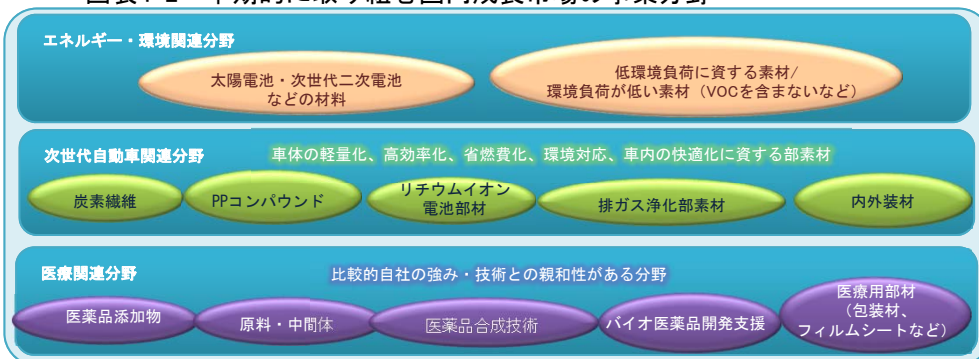 エネルギー・環境関連分野
太陽電池・次世代二次電池
などの材料
低環境負荷に資する素材/
環境負荷が低い素材（VOCを含まないなど）
次世代自動車関連分野
車体の軽量化、高効率化、省燃費化、環境対応、車内の快適化に資する部素材
炭素繊維
PPコンパウンド
リチウムイオン
電池部材
排ガス浄化部素材
内外装材
医療関連分野
比較的自社の強み・技術との親和性がある分野
医薬品添加物
原料・中間体
医薬品合成技術
バイオ医薬品開発支援
医療用部材
（包装材、
フィルムシートなど）